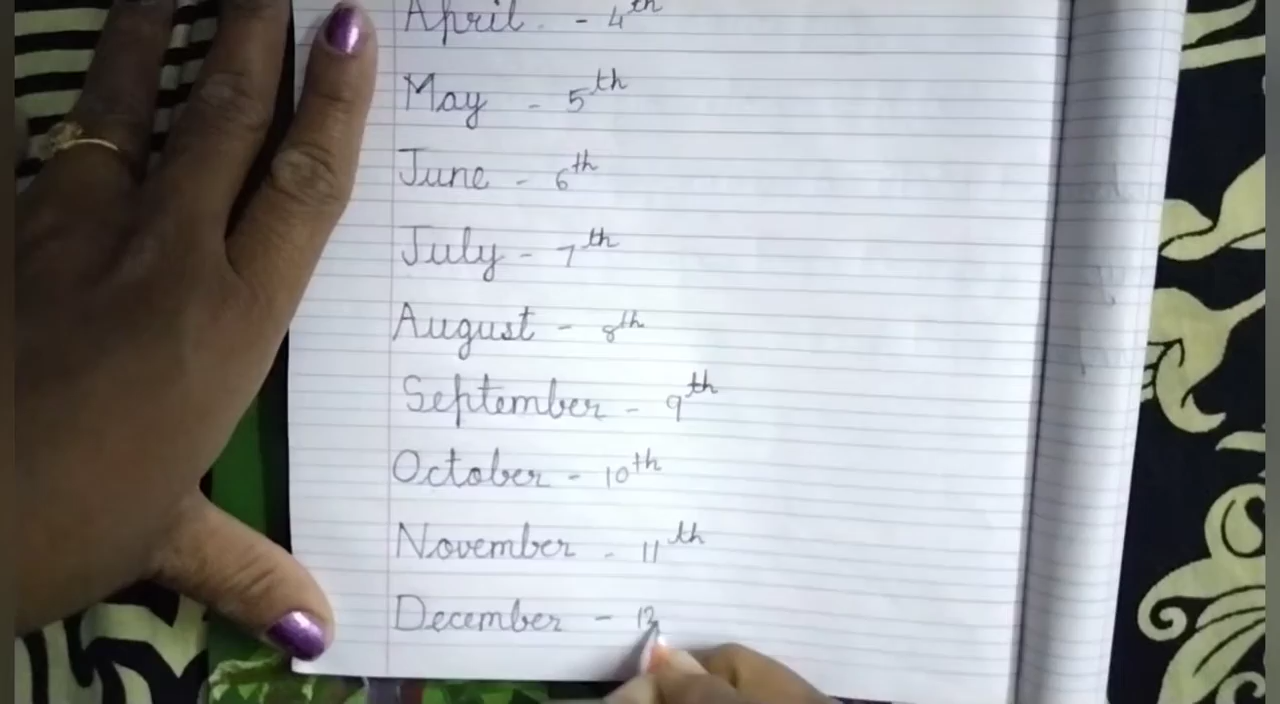 April - 4th
May - 5th
June - 6th
July - 7th
August - 8th
September - 9th
October - 10th
November - 11th
December - 12